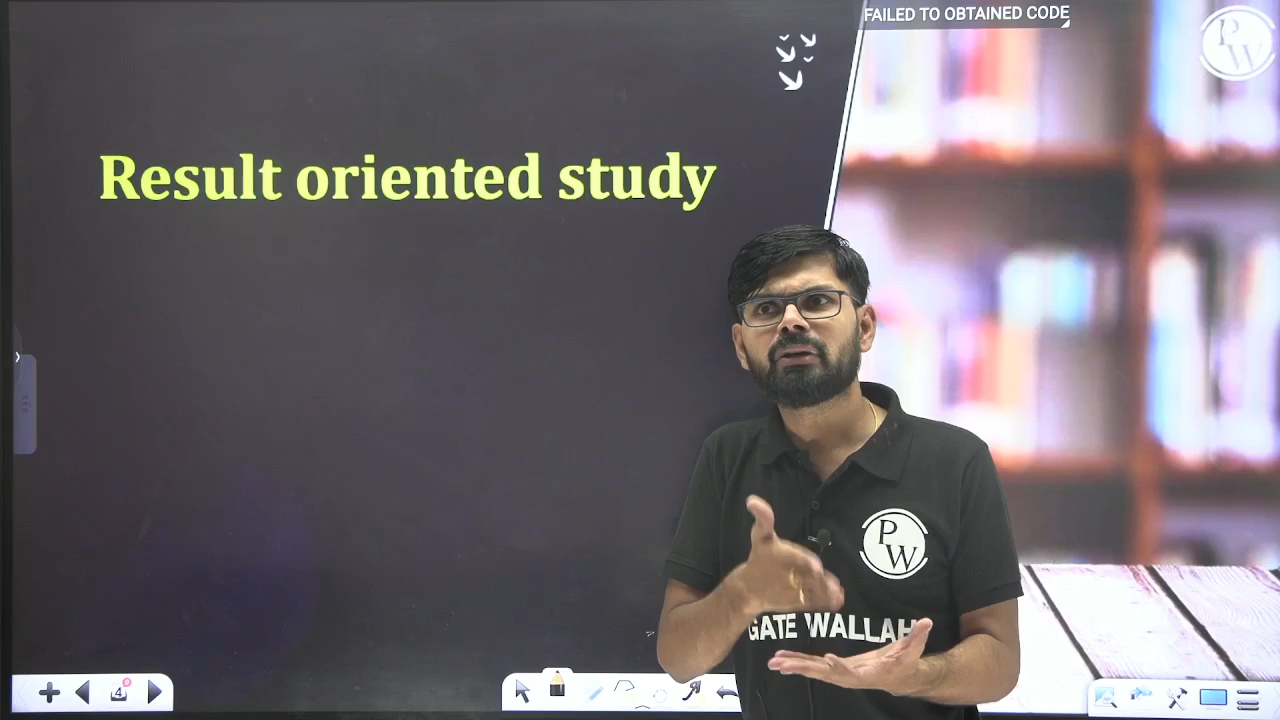 FAILED TO OBTAINED CODE
PW
Result oriented study
PW
GATE WALLAH
4